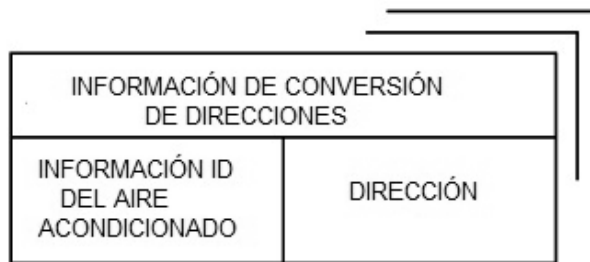 INFORMACIÓN DE CONVERSIÓN
DE DIRECCIONES
INFORMACIÓN ID
DEL AIRE
ACONDICIONADO
DIRECCIÓN